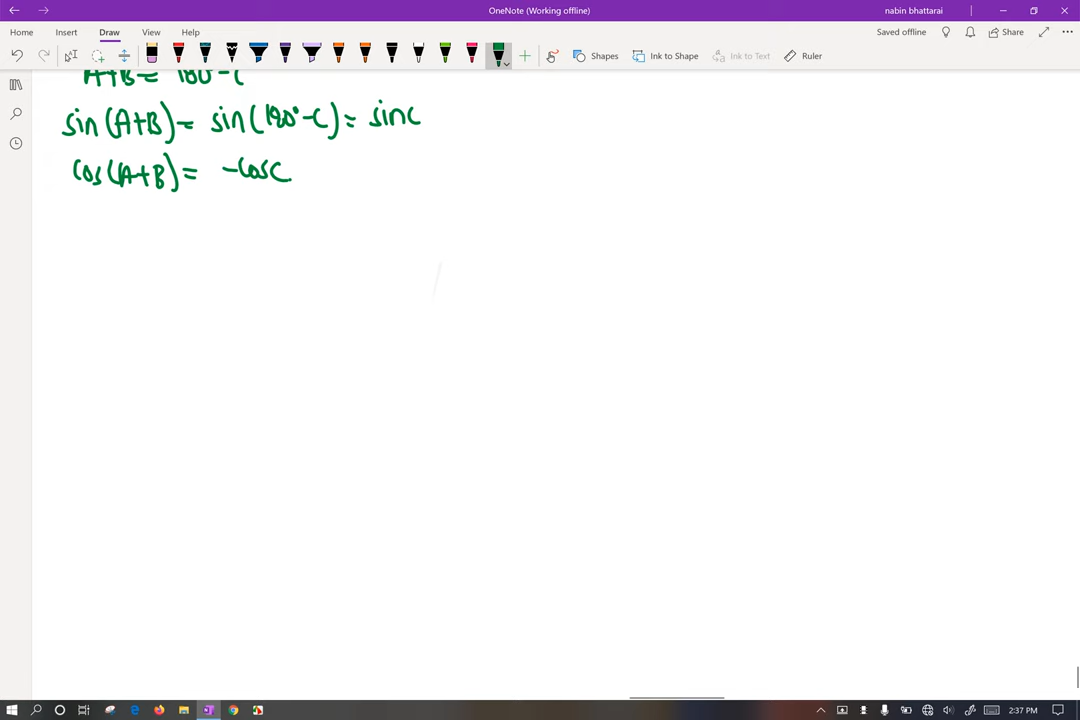 OneNote (Working offline)
nabin bhattarai
Home Insert Draw View Help
Saved offline
Share
Shapes
Ink to Shape
Ink to Text
Ruler
A+B = 180° - C
sin(A+B) = sin(180° - C) = sinC
cos(A+B) = -cosC.
2:37 PM